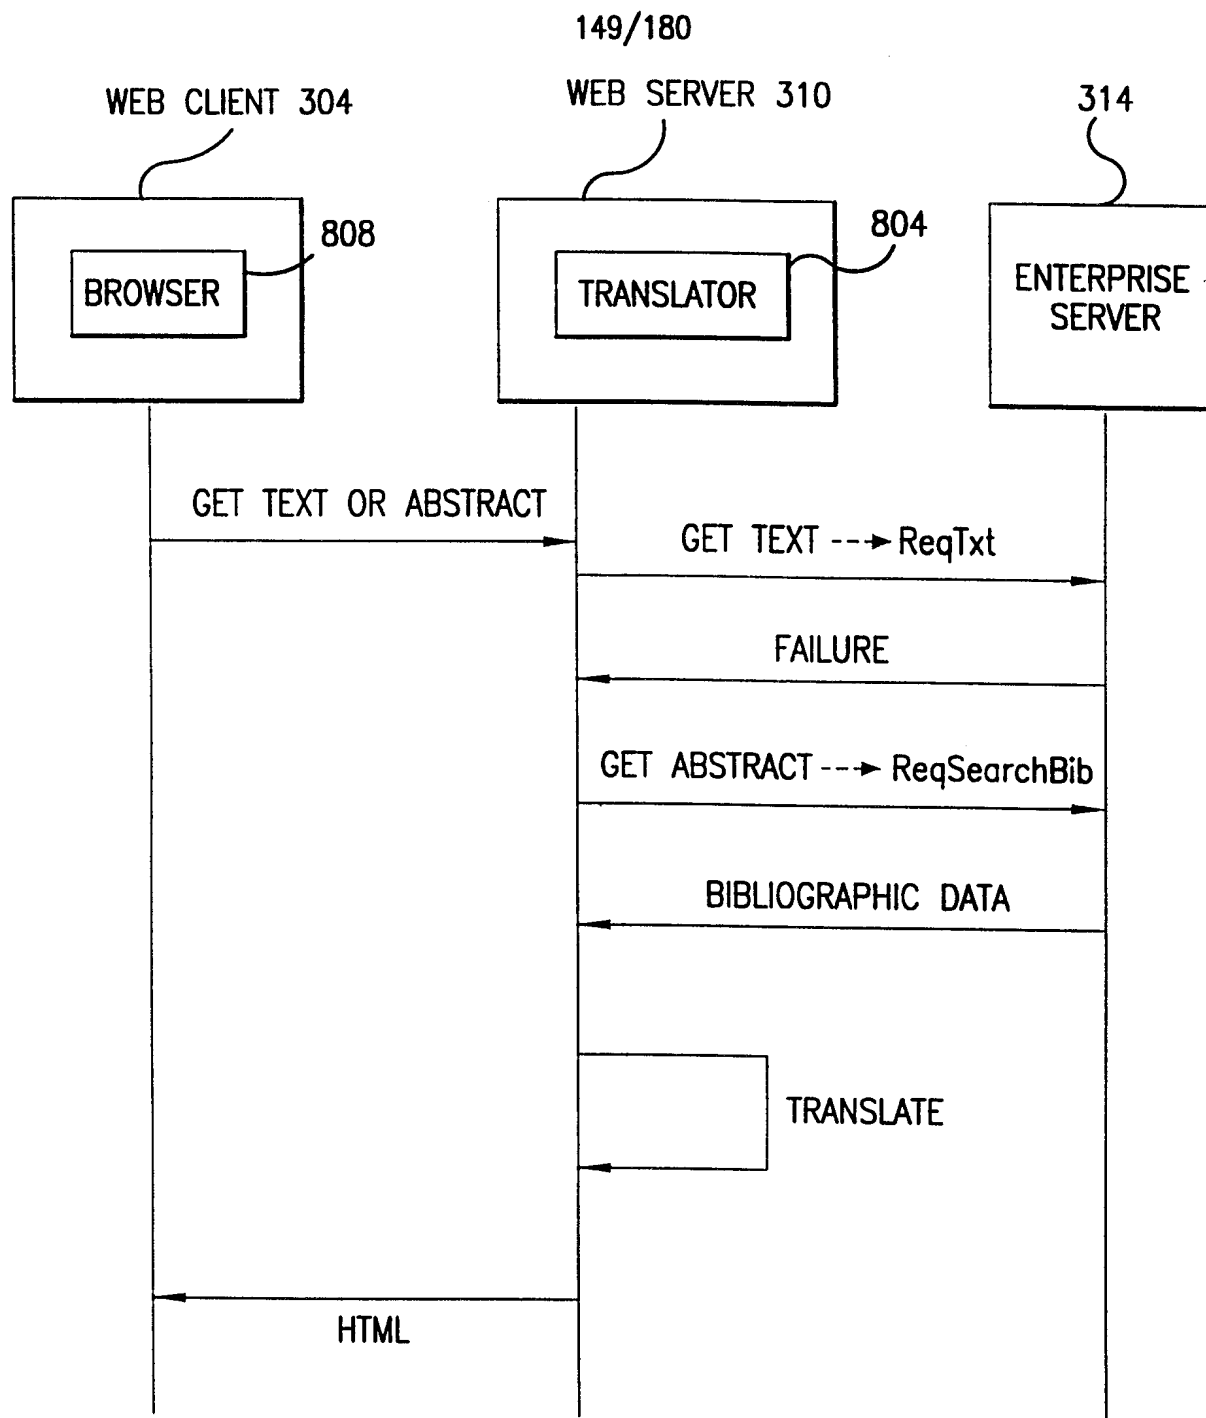 149/180
WEB CLIENT 304
WEB SERVER 310
314
808
804
BROWSER
TRANSLATOR
ENTERPRISE
SERVER
GET TEXT OR ABSTRACT
GET TEXT ---> ReqTxt
FAILURE
GET ABSTRACT ---> ReqSearchBib
BIBLIOGRAPHIC DATA
TRANSLATE
HTML